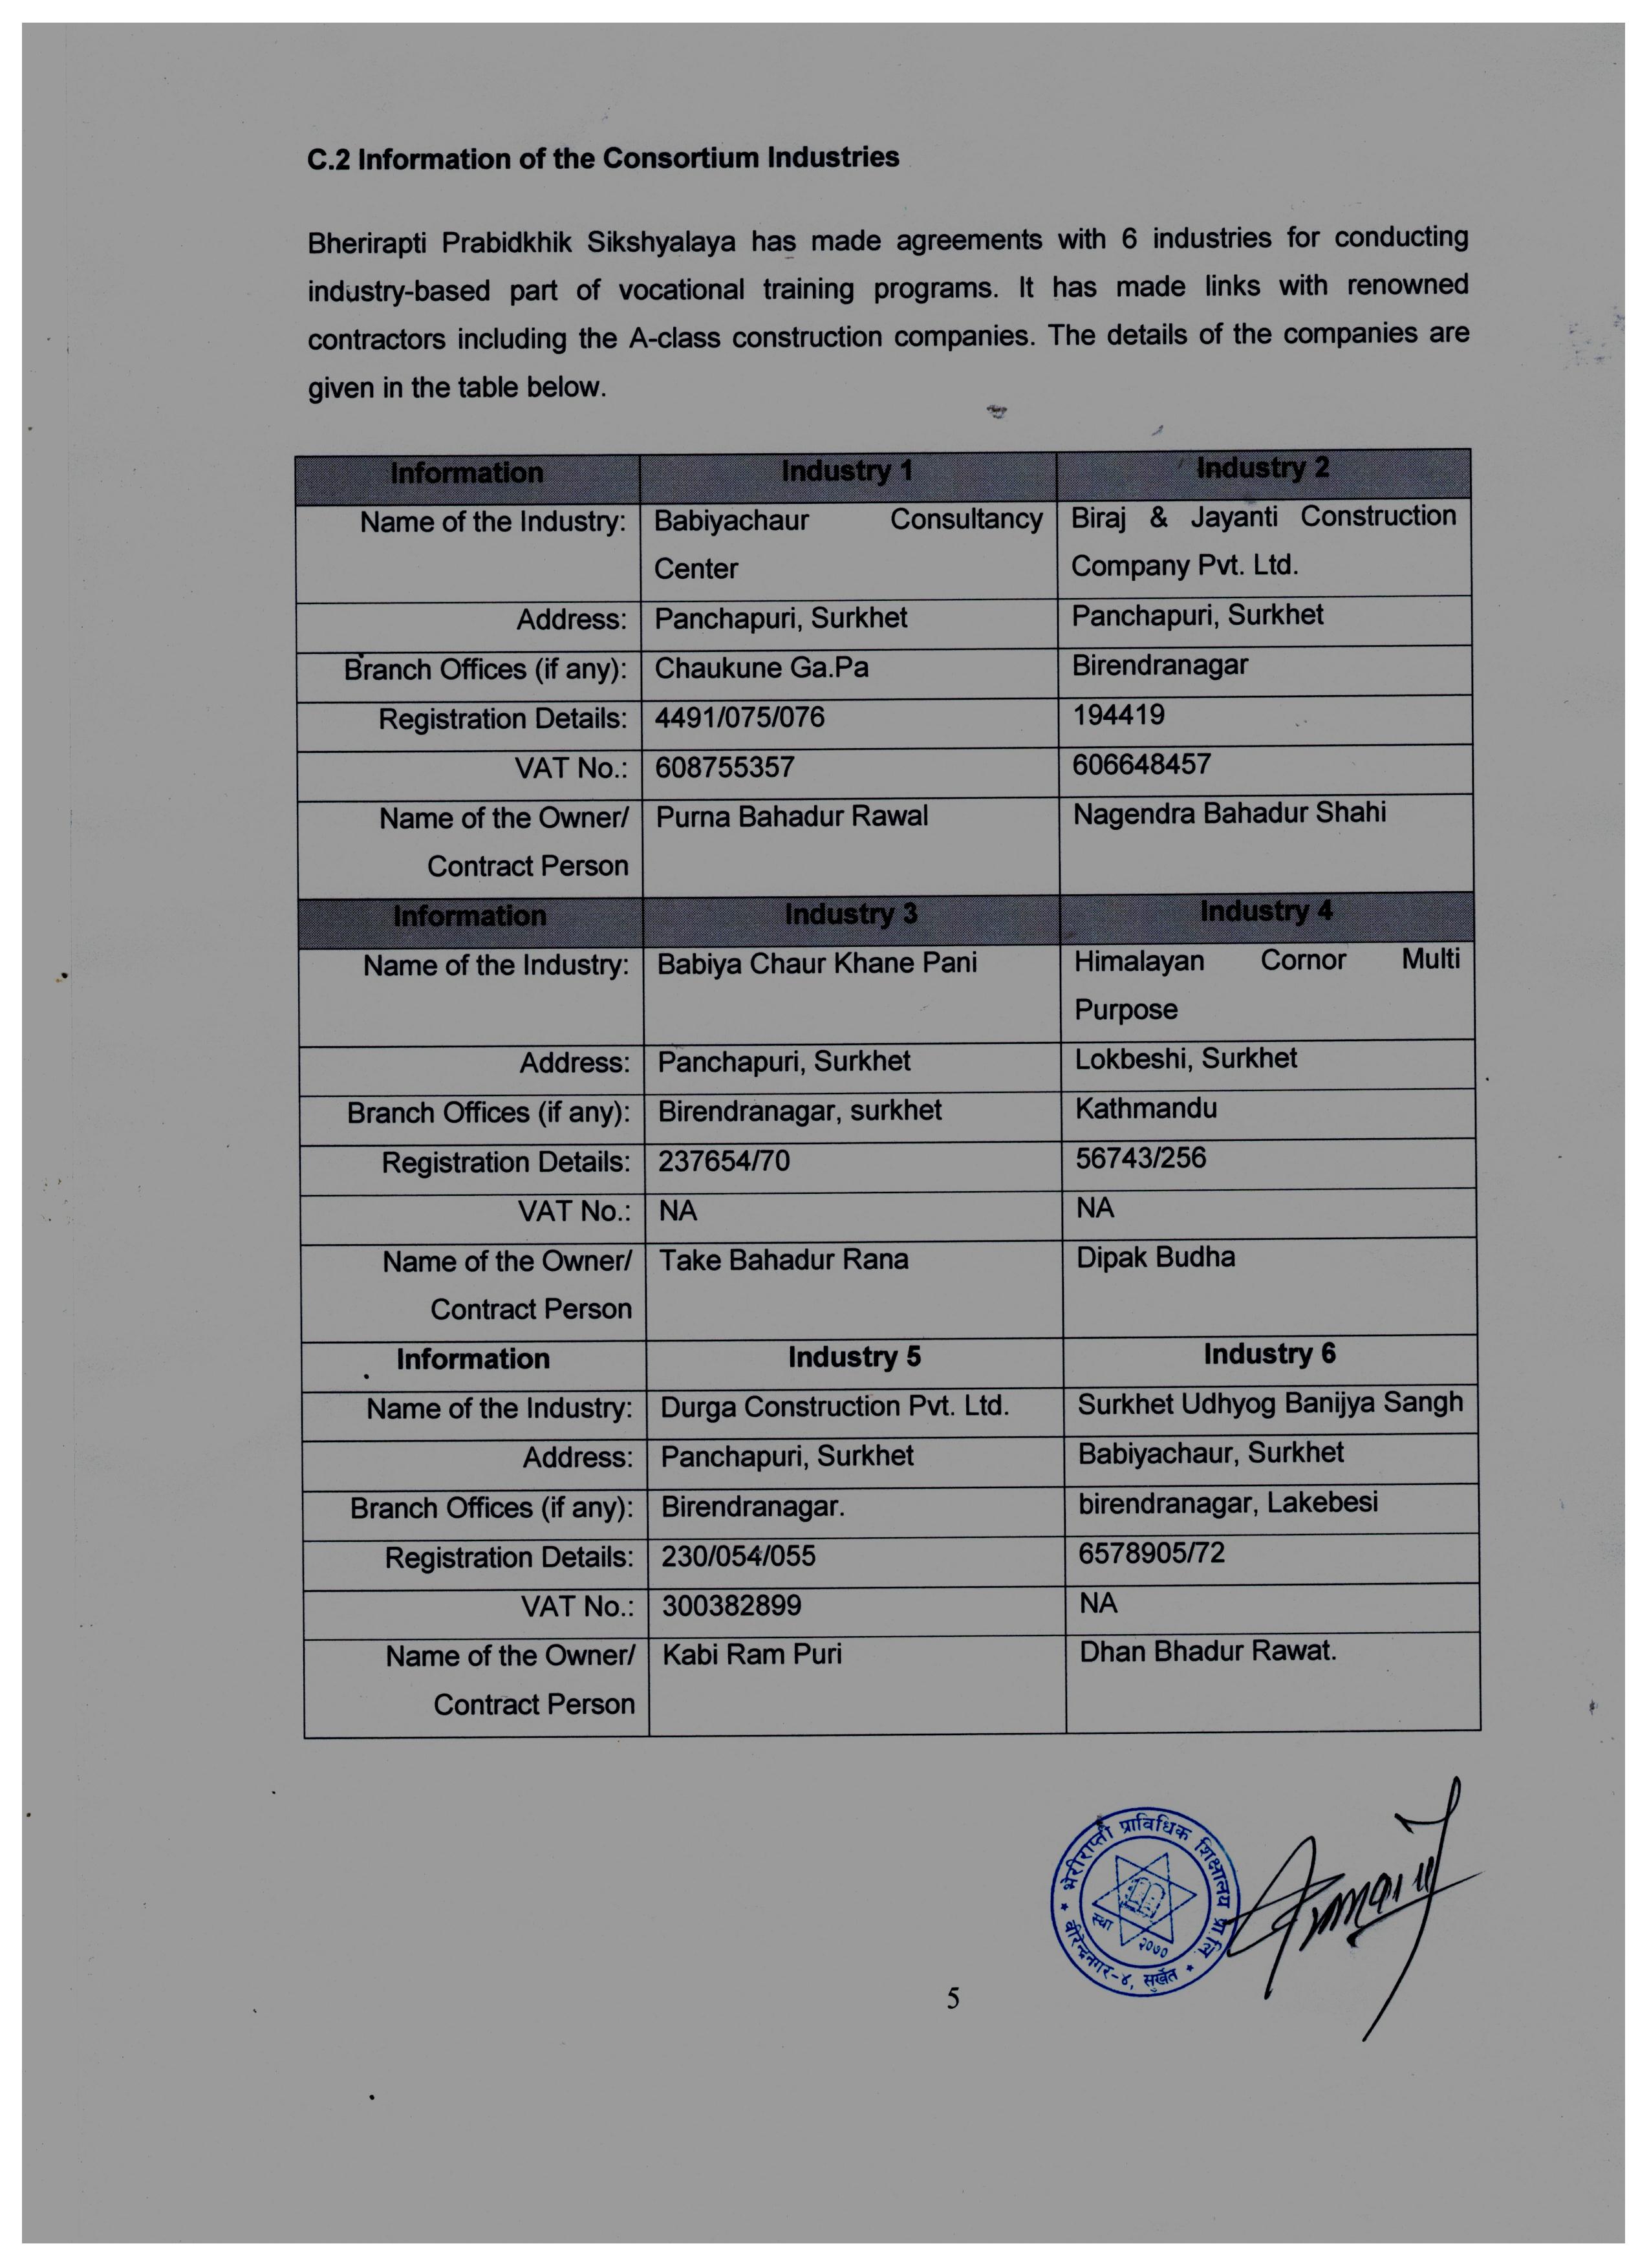 C.2 Information of the Consortium Industries
Bherirapti Prabidkhik Sikshyalaya has made agreements with 6 industries for conducting
industry-based part of vocational training programs. It has made links with renowned
contractors including the A-class construction companies. The details of the companies are
given in the table below.
Information Industry 1 Industry 2
Name of the Industry: Babiyachaur Consultancy Biraj & Jayanti Construction
Center Company Pvt. Ltd.
Address: Panchapuri, Surkhet Panchapuri, Surkhet
Branch Offices (if any): Chaukune Ga.Pa Birendranagar
Registration Details: 4491/075/076 194419
VAT No.: 608755357 606648457
Name of the Owner/ Purna Bahadur Rawal Nagendra Bahadur Shahi
Contract Person
Information Industry 3 Industry 4
Name of the Industry: Babiya Chaur Khane Pani Himalayan Cornor Multi
Purpose
Address: Panchapuri, Surkhet Lokbeshi, Surkhet
Branch Offices (if any): Birendranagar, surkhet Kathmandu
Registration Details: 237654/70 56743/256
VAT No.: NA NA
Name of the Owner/ Take Bahadur Rana Dipak Budha
Contract Person
Information Industry 5 Industry 6
Name of the Industry: Durga Construction Pvt. Ltd. Surkhet Udhyog Banijya Sangh
Address: Panchapuri, Surkhet Babiyachaur, Surkhet
Branch Offices (if any): Birendranagar. birendranagar, Lakebesi
Registration Details: 230/054/055 6578905/72
VAT No.: 300382899 NA
Name of the Owner/ Kabi Ram Puri Dhan Bhadur Rawat.
Contract Person
भेरीराप्ती प्राविधिक शिक्षालय प्रा.लि.
स्था २०७०
वीरेन्द्रनगर-४, सुर्खेत
5